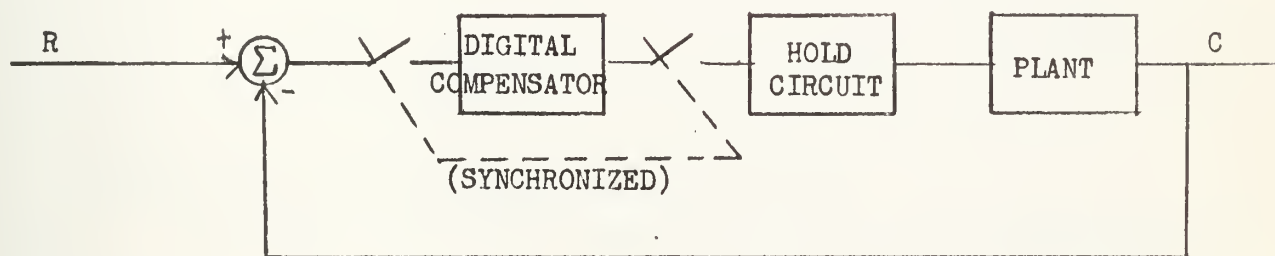 R
+
Σ
-
DIGITAL
COMPENSATOR
HOLD
CIRCUIT
PLANT
C
(SYNCHRONIZED)